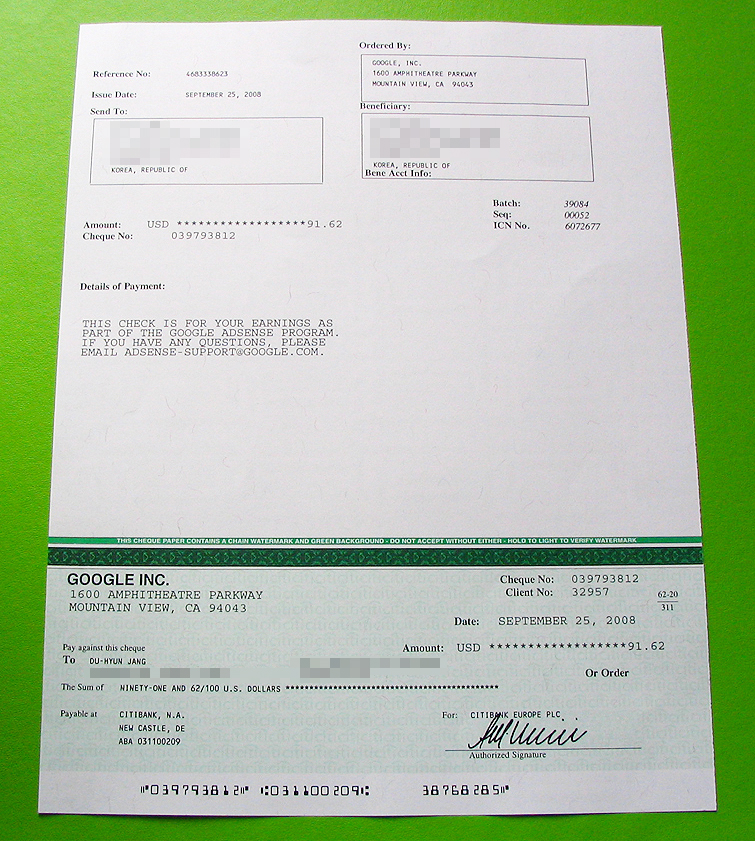 Ordered By:
GOOGLE, INC.
1600 AMPHITHEATRE PARKWAY
MOUNTAIN VIEW, CA 94043
Reference No: 4683338623
Issue Date: SEPTEMBER 25, 2008
Send To:
KOREA, REPUBLIC OF
Beneficiary:
KOREA, REPUBLIC OF
Bene Acct Info:
Batch: 39084
Seq: 00052
ICN No. 6072677
Amount: USD ******************91.62
Cheque No: 039793812
Details of Payment:
THIS CHECK IS FOR YOUR EARNINGS AS
PART OF THE GOOGLE ADSENSE PROGRAM.
IF YOU HAVE ANY QUESTIONS, PLEASE
EMAIL ADSENSE-SUPPORT@GOOGLE.COM.
THIS CHEQUE PAPER CONTAINS A CHAIN WATERMARK AND GREEN BACKGROUND - DO NOT ACCEPT WITHOUT EITHER - HOLD TO LIGHT TO VERIFY WATERMARK
GOOGLE INC.
1600 AMPHITHEATRE PARKWAY
MOUNTAIN VIEW, CA 94043
Cheque No: 039793812
Client No: 32957
62-20
311
Date: SEPTEMBER 25, 2008
Pay against this cheque
Amount: USD ******************91.62
To DU-HYUN JANG
Or Order
The Sum of NINETY-ONE AND 62/100 U.S. DOLLARS ******************************************
Payable at CITIBANK, N.A.
NEW CASTLE, DE
ABA 031100209
For: CITIBANK EUROPE PLC
Authorized Signature
⑈039793812⑈ ⑆031100209⑆ 38768285⑈